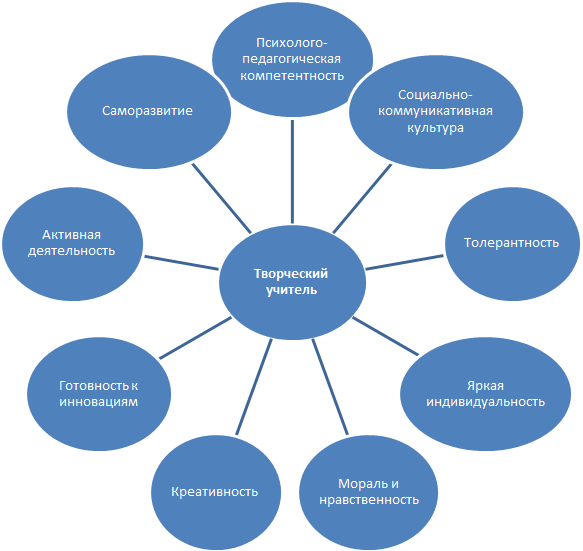 Психолого-
педагогическая
компетентность
Социально-
коммуникативная
культура
Толерантность
Яркая
индивидуальность
Мораль и
нравственность
Креативность
Готовность к
инновациям
Активная
деятельность
Саморазвитие
Творческий
учитель